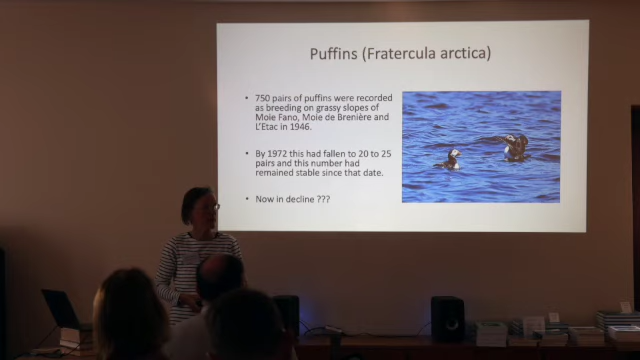 Puffins (Fratercula arctica)
• 750 pairs of puffins were recorded
as breeding on grassy slopes of
Moie Fano, Moie de Brenière and
L'Etac in 1946.
• By 1972 this had fallen to 20 to 25
pairs and this number had
remained stable since that date.
• Now in decline ???